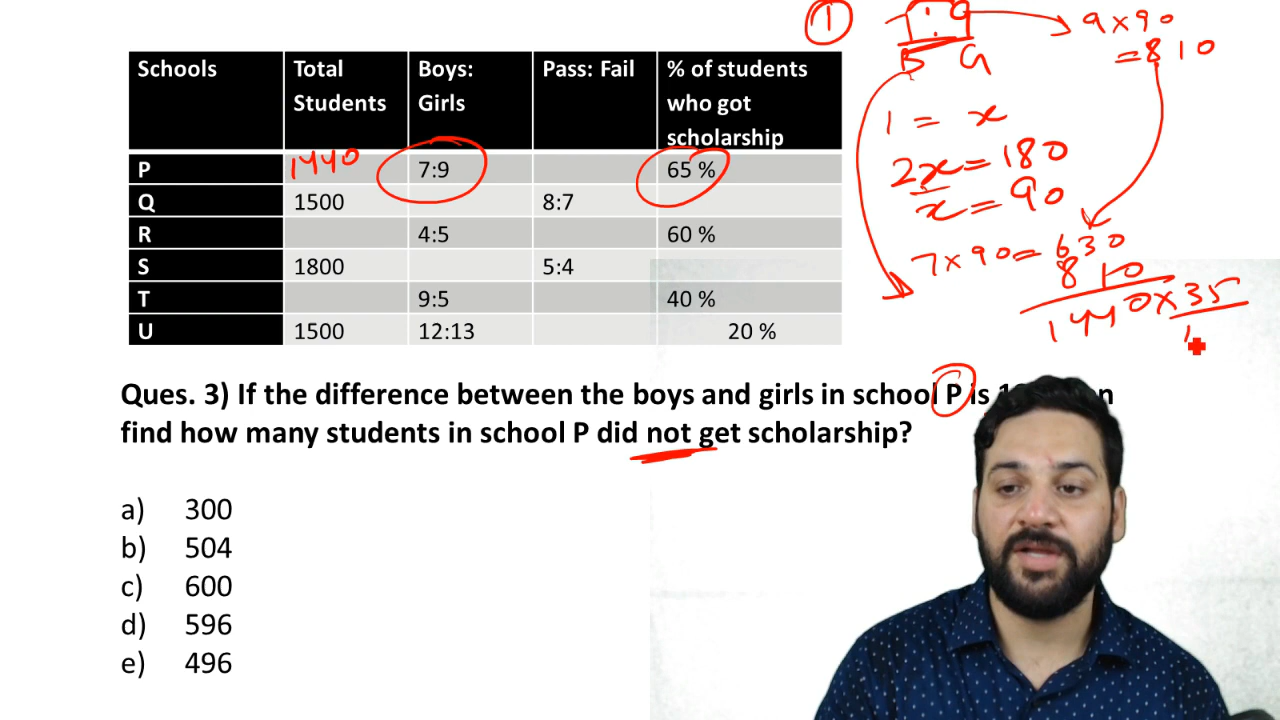 Schools Total Students Boys: Girls Pass: Fail % of students who got scholarship
P 1440 7:9 65 %
Q 1500 8:7
R 4:5 60 %
S 1800 5:4
T 9:5 40 %
U 1500 12:13 20 %
1
9
B G
9 x 90
= 810
1 = x
2x = 180
x = 90
7 x 90 = 630
810
1440 x 35
1
Ques. 3) If the difference between the boys and girls in school P is
find how many students in school P did not get scholarship?
a) 300
b) 504
c) 600
d) 596
e) 496